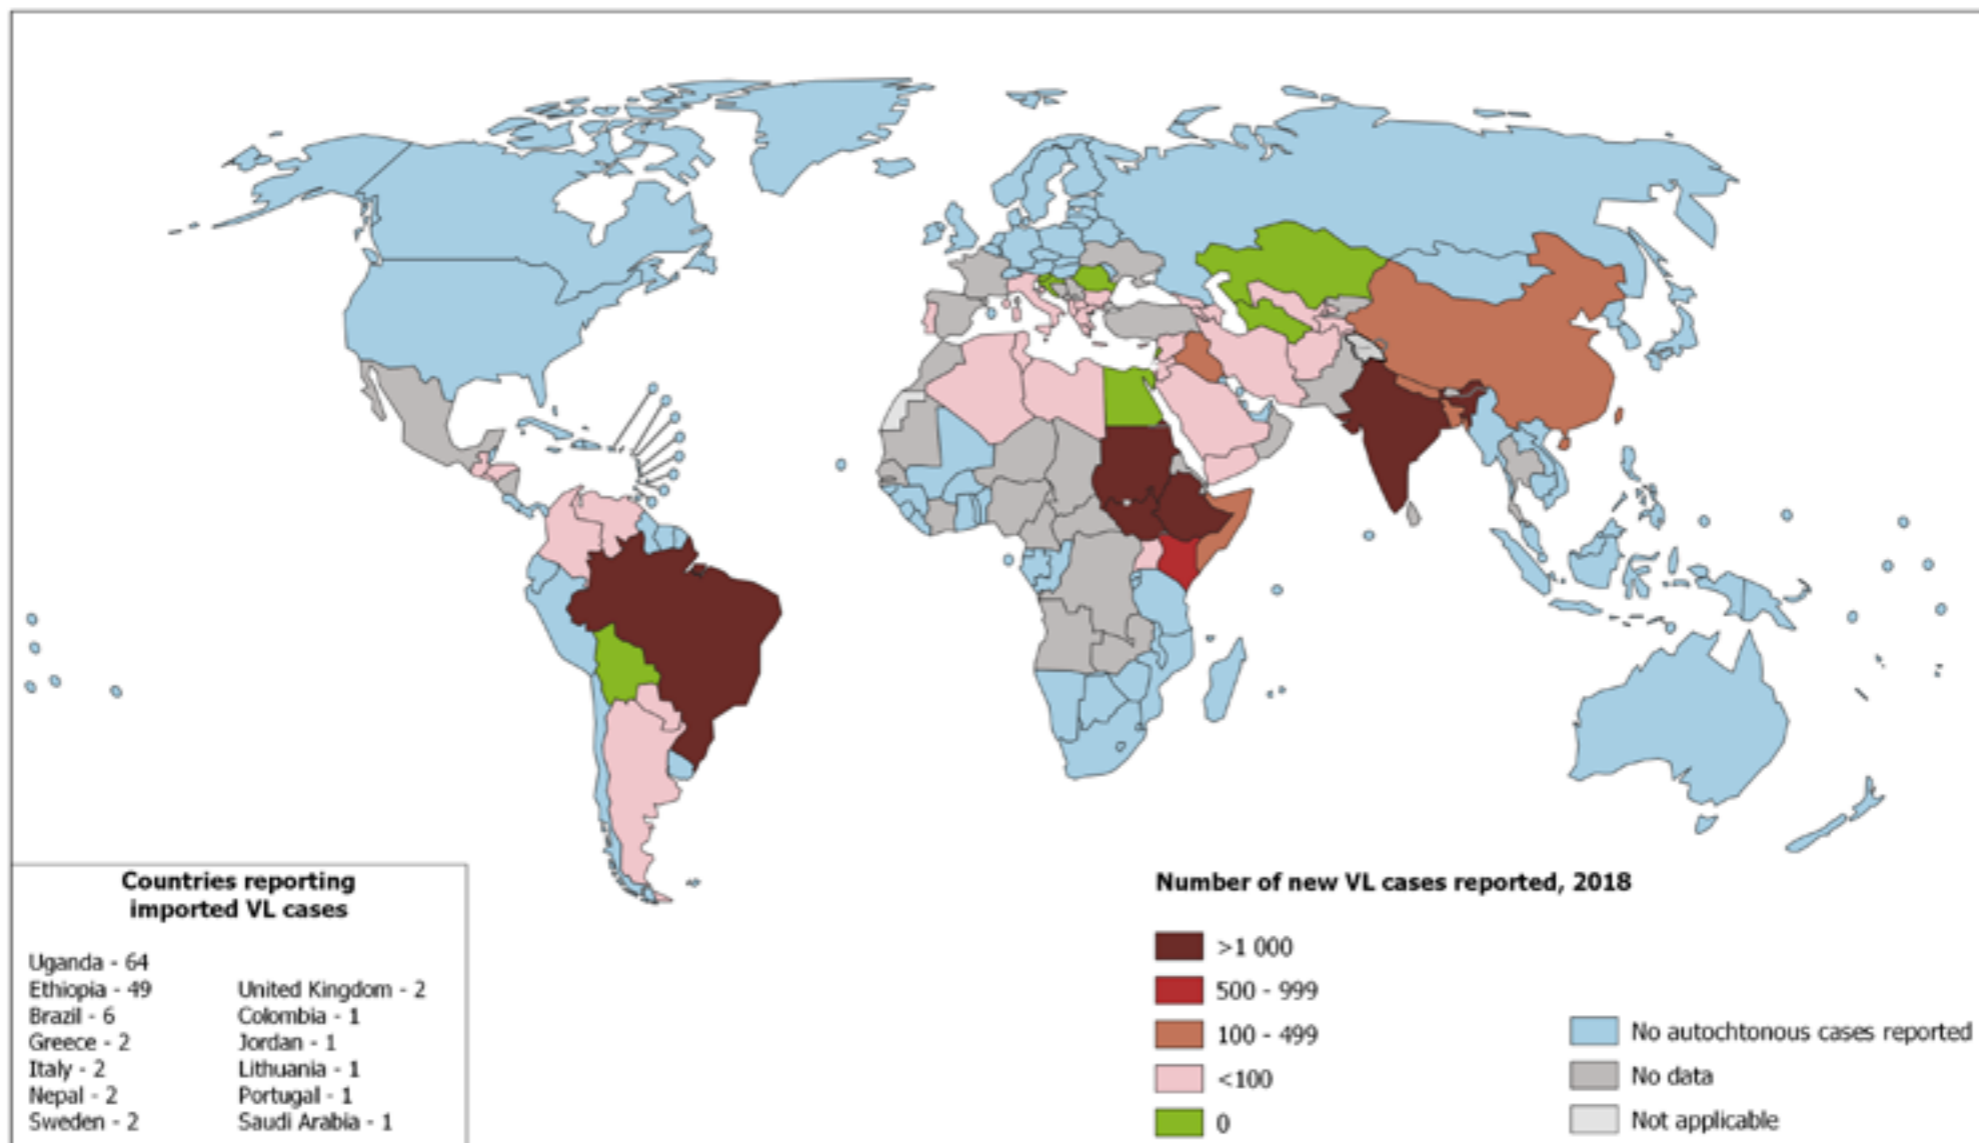 Countries reporting
imported VL cases
Uganda - 64
Ethiopia - 49
Brazil - 6
Greece - 2
Italy - 2
Nepal - 2
Sweden - 2
United Kingdom - 2
Colombia - 1
Jordan - 1
Lithuania - 1
Portugal - 1
Saudi Arabia - 1
Number of new VL cases reported, 2018
>1 000
500 - 999
100 - 499
<100
0
No autochtonous cases reported
No data
Not applicable